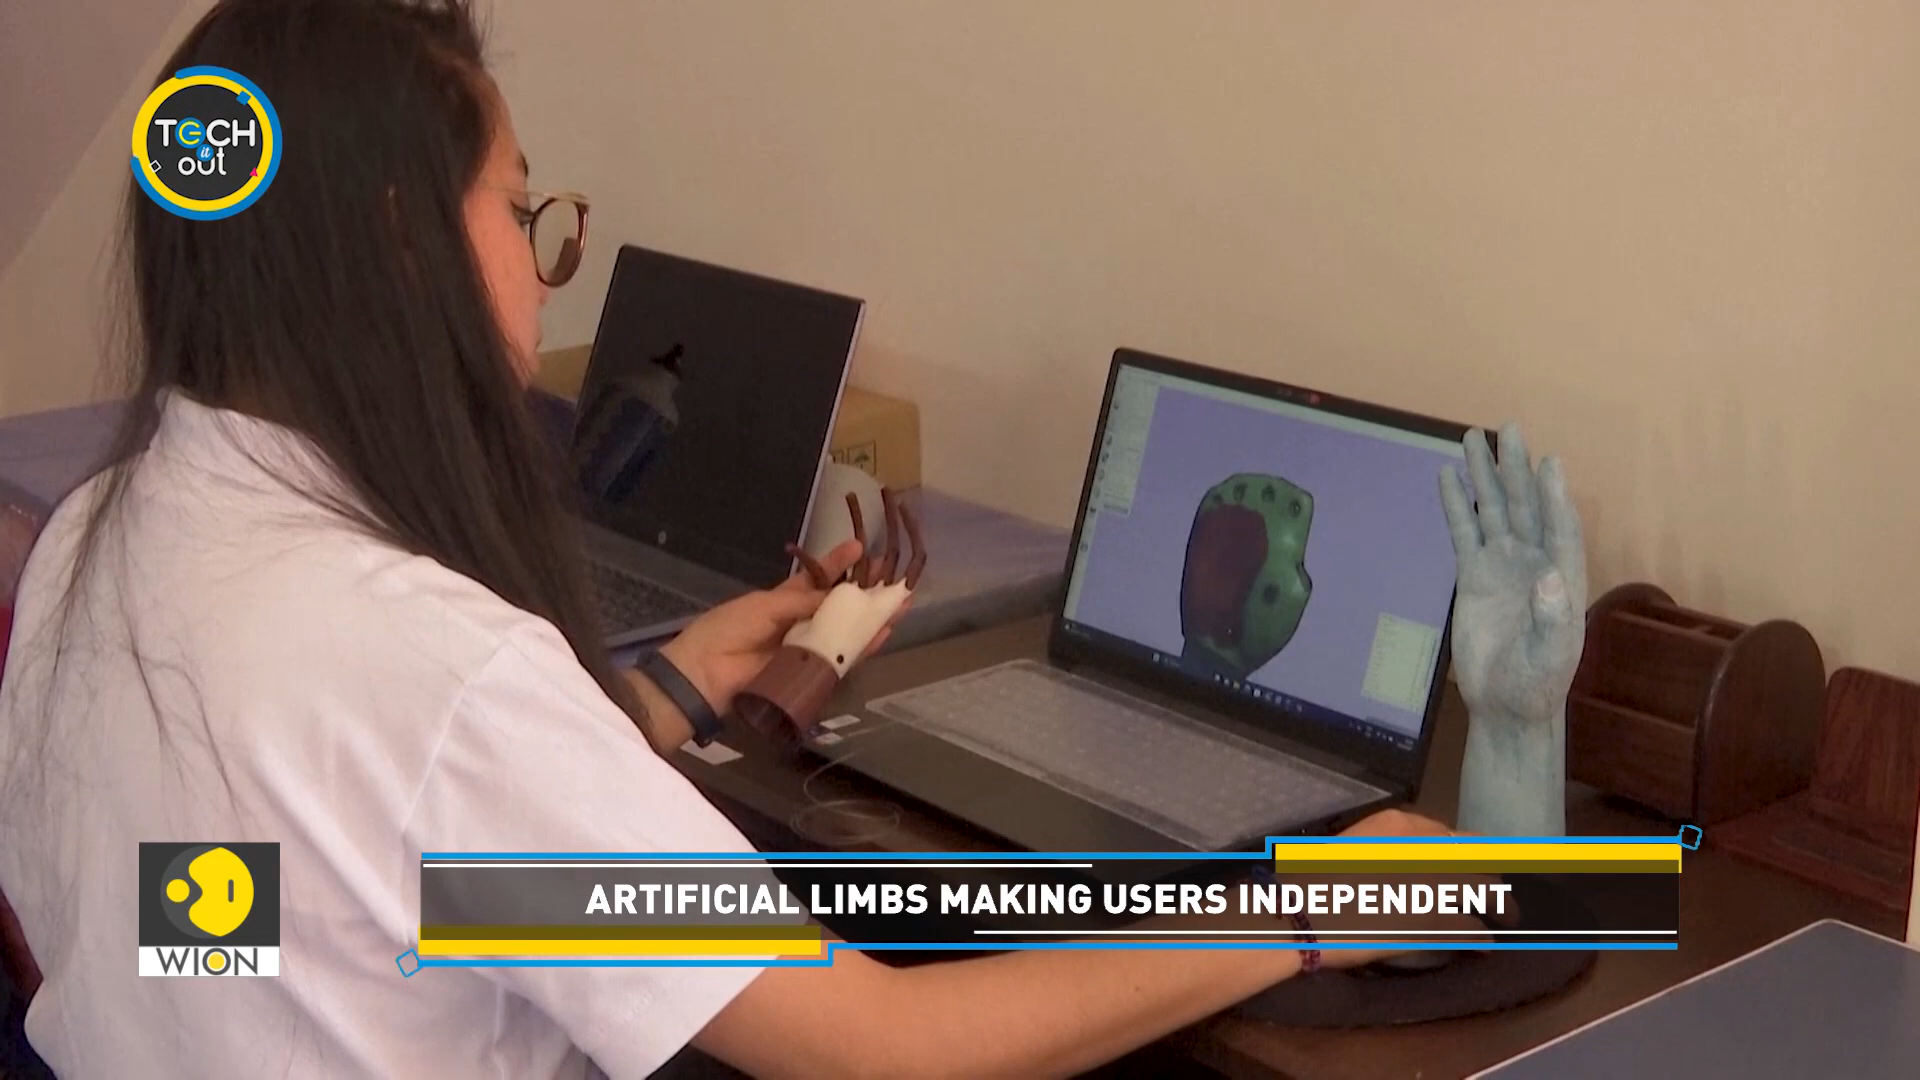 TECH
it
out
ARTIFICIAL LIMBS MAKING USERS INDEPENDENT
WION